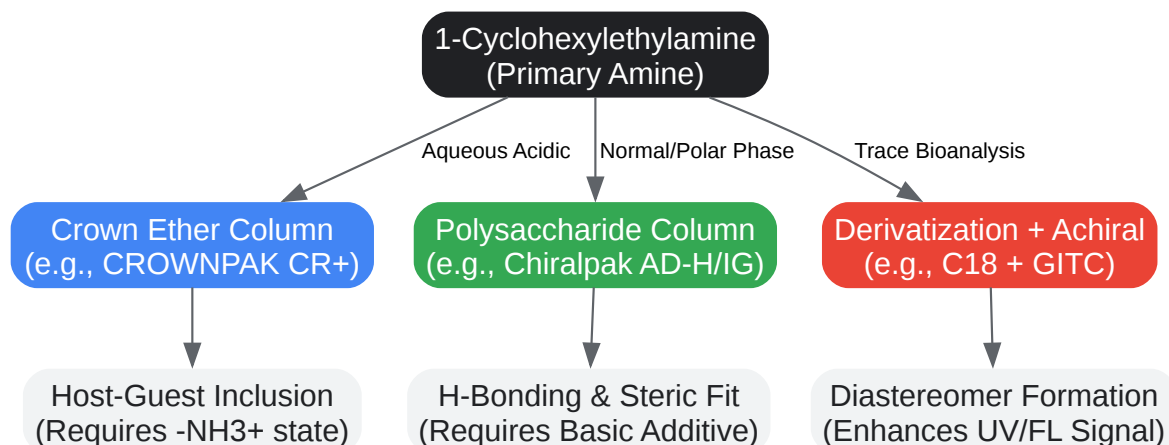 1-Cyclohexylethylamine
(Primary Amine)
Aqueous Acidic
Normal/Polar Phase
Trace Bioanalysis
Crown Ether Column
(e.g., CROWNPAK CR+)
Polysaccharide Column
(e.g., Chiralpak AD-H/IG)
Derivatization + Achiral
(e.g., C18 + GITC)
Host-Guest Inclusion
(Requires -NH3+ state)
H-Bonding & Steric Fit
(Requires Basic Additive)
Diastereomer Formation
(Enhances UV/FL Signal)